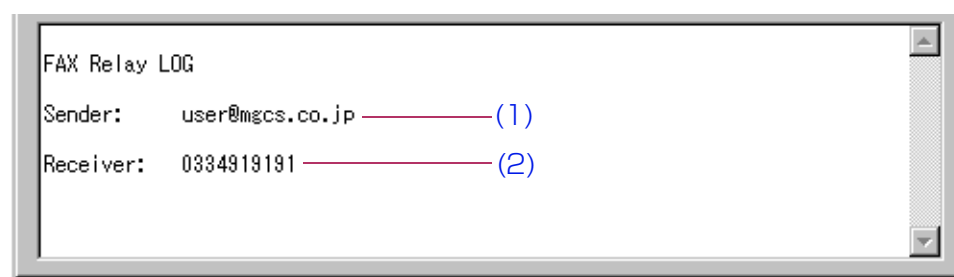 FAX Relay LOG
Sender: user@mgcs.co.jp (1)
Receiver: 0334919191 (2)